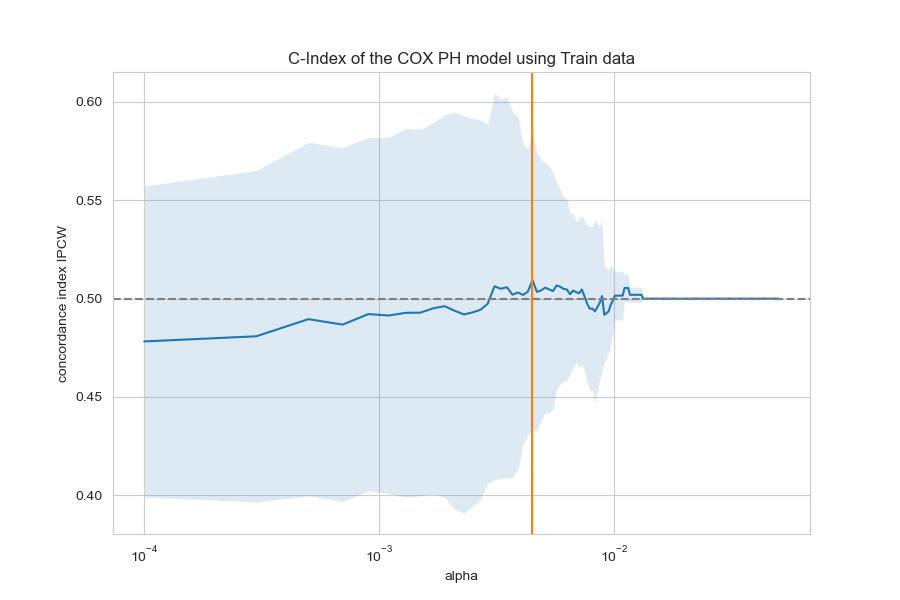 C-Index of the COX PH model using Train data
concordance index IPCW
0.60
0.55
0.50
0.45
0.40
10⁻⁴
10⁻³
10⁻²
alpha